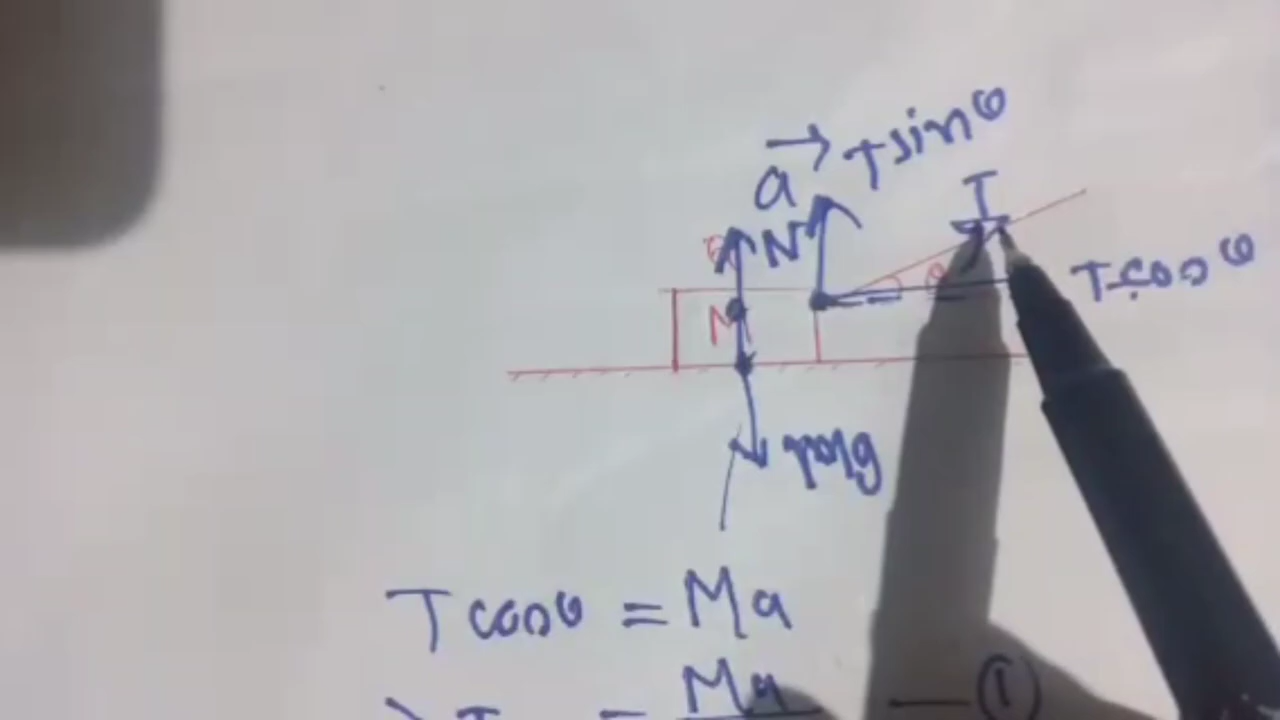 T sin θ
a
T
N
θ
T cos θ
M
Mg
T cos θ = Ma
T = Ma — ①